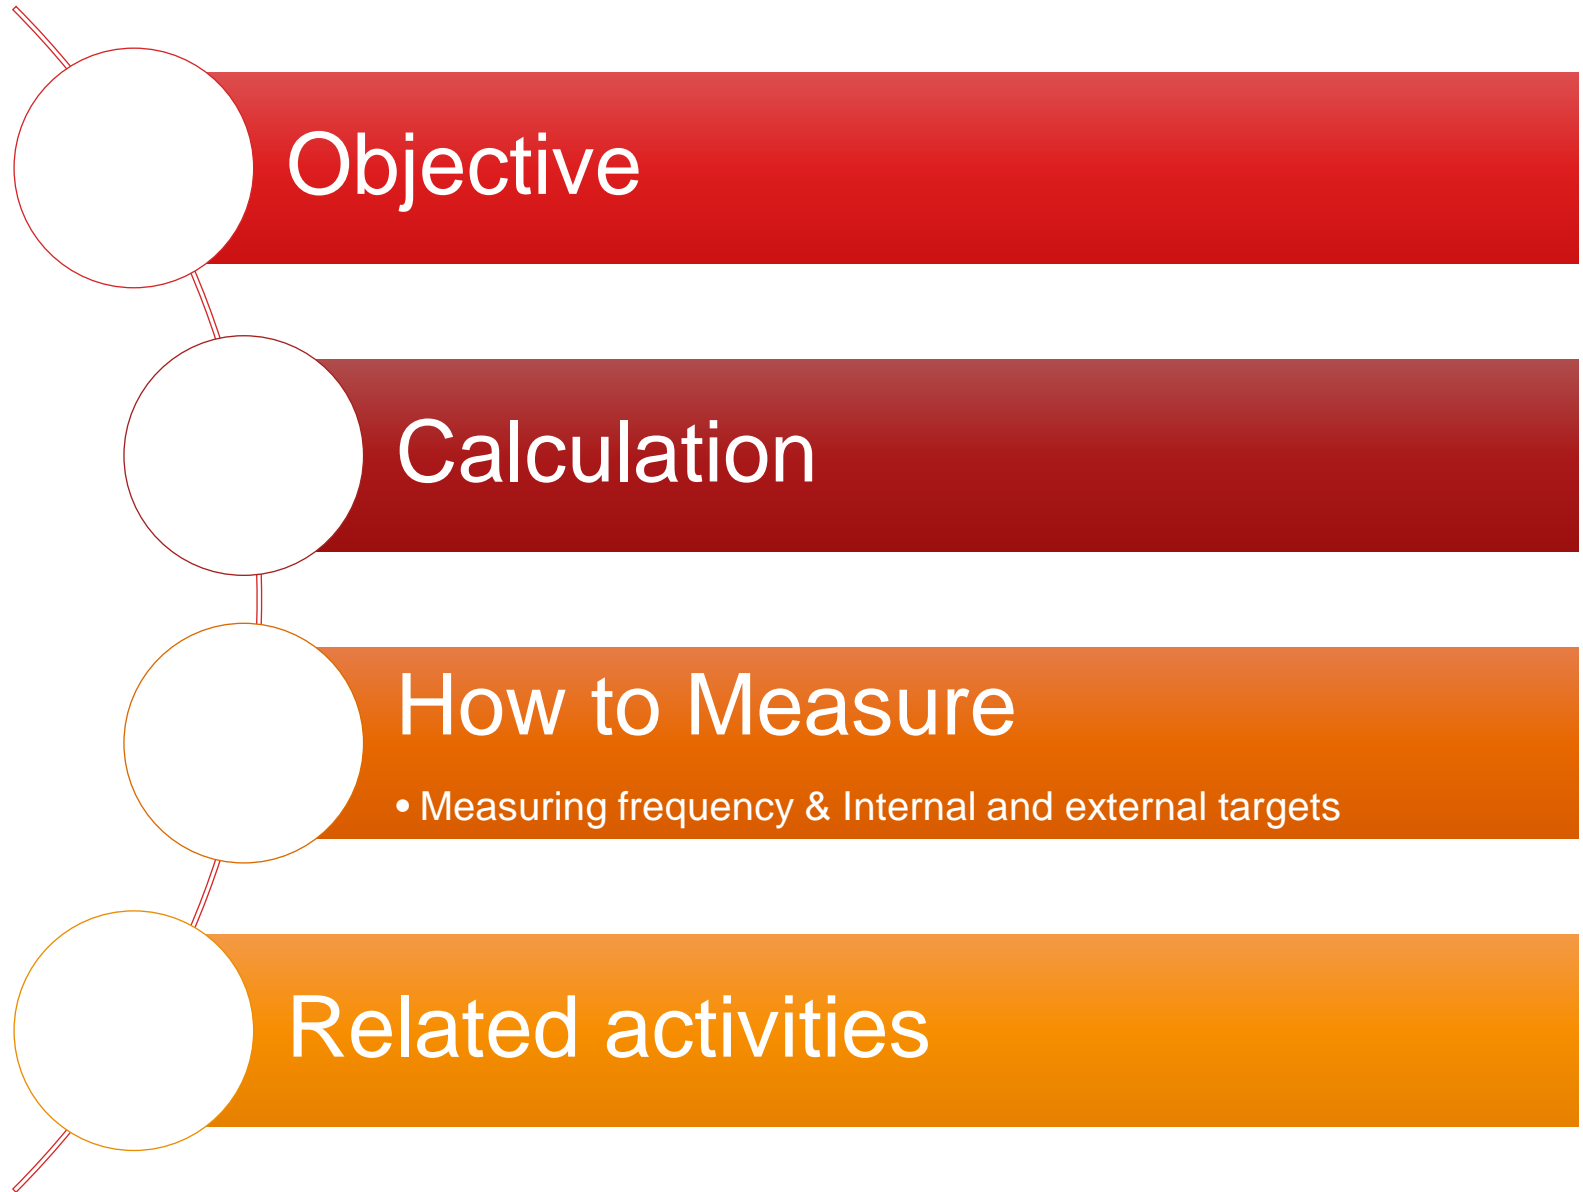 Objective
Calculation
How to Measure
• Measuring frequency & Internal and external targets
Related activities